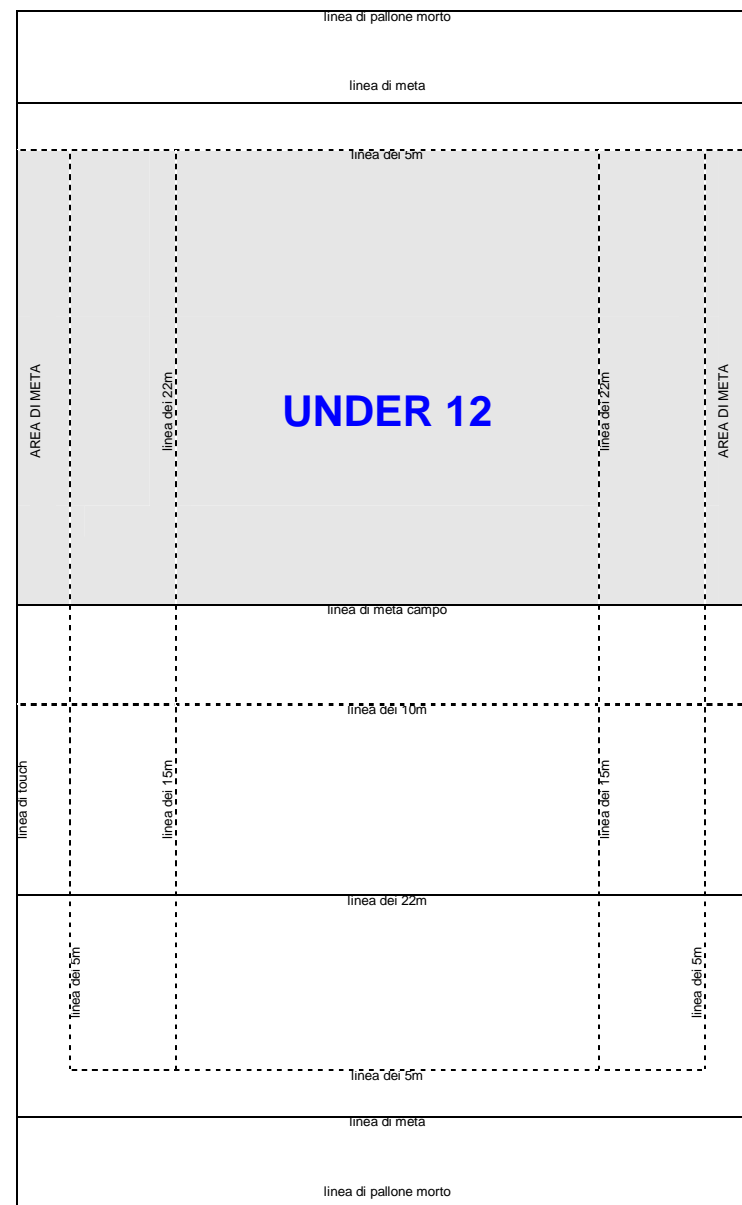 linea di pallone morto
linea di meta
linea dei 5m
AREA DI META
linea dei 22m
UNDER 12
linea dei 22m
AREA DI META
linea di meta campo
linea dei 10m
linea di touch
linea dei 15m
linea dei 15m
linea dei 22m
linea dei 5m
linea dei 5m
linea dei 5m
linea di meta
linea di pallone morto